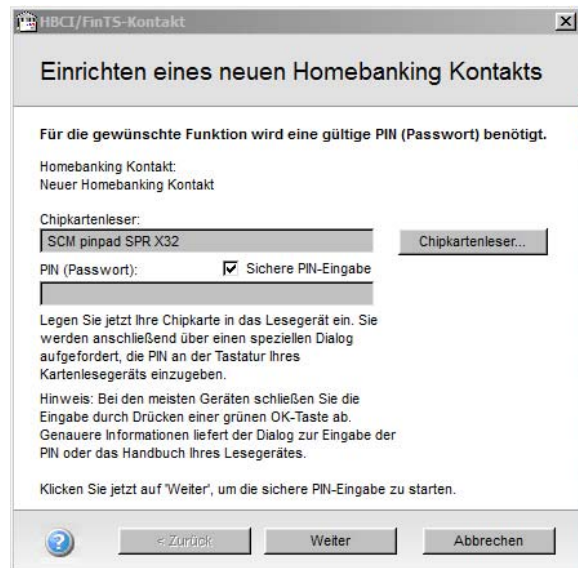 HBCI/FinTS-Kontakt
Einrichten eines neuen Homebanking Kontakts
Für die gewünschte Funktion wird eine gültige PIN (Passwort) benötigt.
Homebanking Kontakt:
Neuer Homebanking Kontakt
Chipkartenleser:
SCM pinpad SPR X32
Chipkartenleser...
PIN (Passwort):
Sichere PIN-Eingabe
Legen Sie jetzt Ihre Chipkarte in das Lesegerät ein. Sie
werden anschließend über einen speziellen Dialog
aufgefordert, die PIN an der Tastatur Ihres
Kartenlesegeräts einzugeben.
Hinweis: Bei den meisten Geräten schließen Sie die
Eingabe durch Drücken einer grünen OK-Taste ab.
Genauere Informationen liefert der Dialog zur Eingabe der
PIN oder das Handbuch Ihres Lesegerätes.
Klicken Sie jetzt auf 'Weiter', um die sichere PIN-Eingabe zu starten.
< Zurück
Weiter
Abbrechen